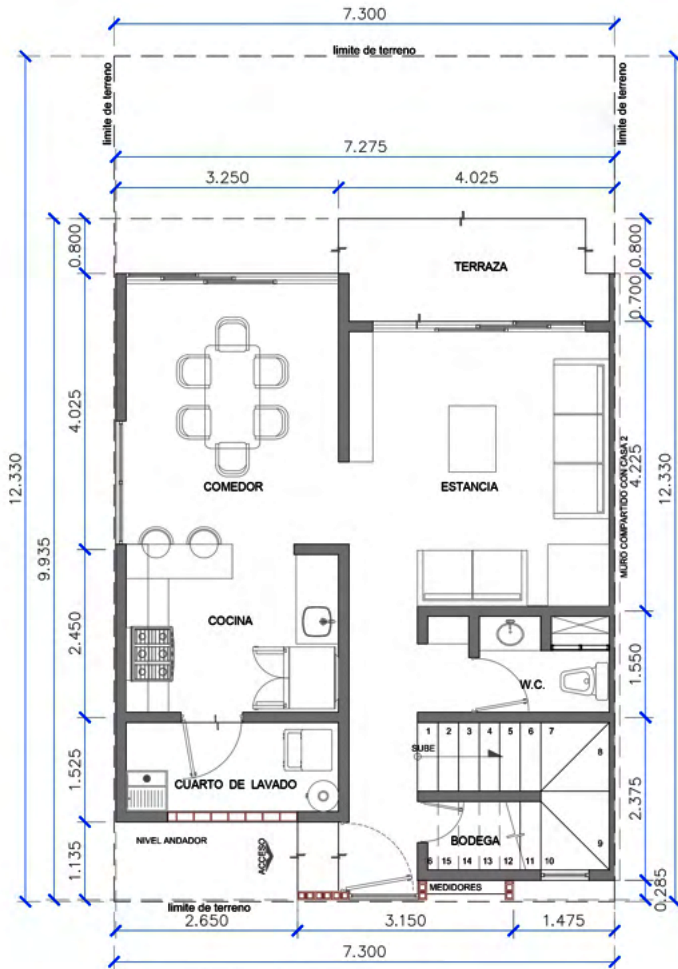 7.300
limite de terreno
limite de terreno
limite de terreno
7.275
3.250
4.025
0.800
0.800
TERRAZA
0.700
4.025
12.330
9.935
COMEDOR
ESTANCIA
MURO COMPARTIDO CON CASA 2
4.225
12.330
2.450
COCINA
1.550
W.C.
1 2 3 4 5 6 7
SUBE
8
1.525
CUARTO DE LAVADO
2.375
NIVEL ANDADOR
ACCESO
BODEGA
9
1.135
6 15 14 13 12 11 10
MEDIDORES
0.285
limite de terreno
2.650
3.150
1.475
7.300